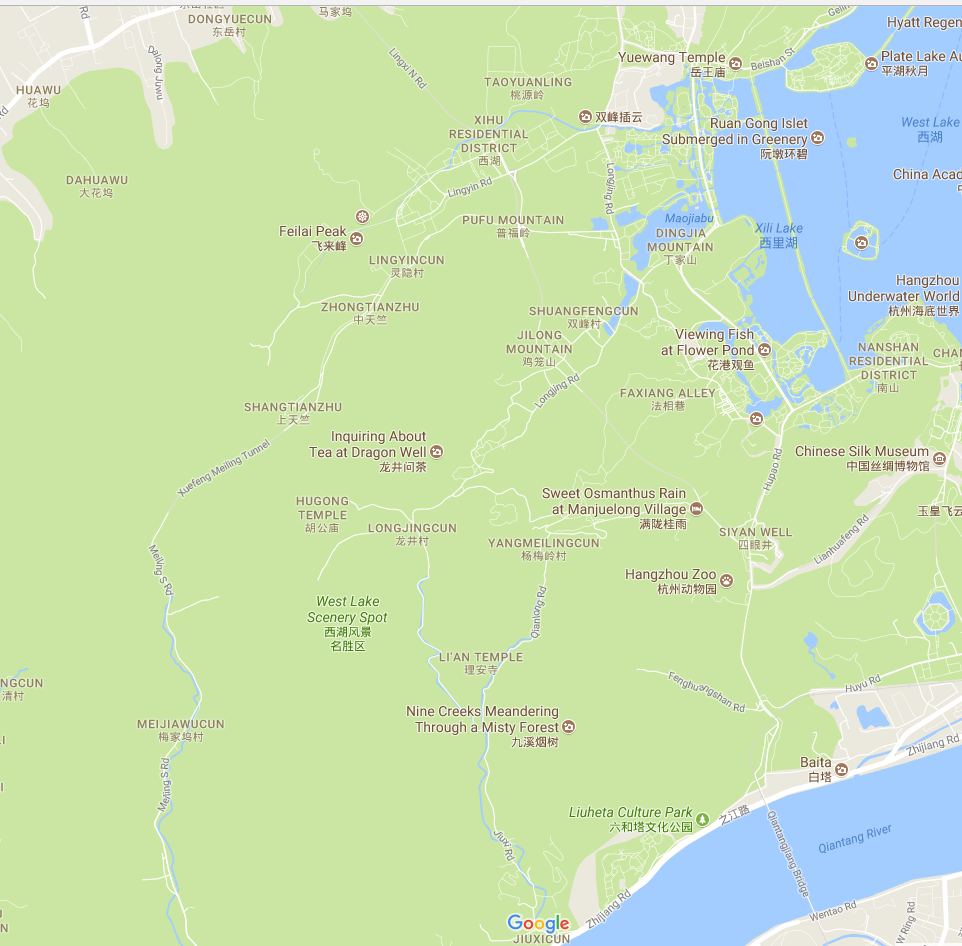 DONGYUECUN
东岳村
马家坞
Rd
Hyatt Regen
Gelin
Yuewang Temple
岳王庙
Beishan St
Plate Lake Au
平湖秋月
Dalong Juwu
Lingxi N Rd
HUAWU
花坞
TAOYUANLING
桃源岭
双峰插云
XIHU
RESIDENTIAL
DISTRICT
西湖
Ruan Gong Islet
Submerged in Greenery
阮墩环碧
West Lake
西湖
DAHUAWU
大花坞
China Acad
Lingyin Rd
Longjing Rd
Feilai Peak
飞来峰
PUFU MOUNTAIN
普福岭
Maojiabu
DINGJIA
MOUNTAIN
丁家山
Xili Lake
西里湖
LINGYINCUN
灵隐村
Hangzhou
Underwater World
杭州海底世界
ZHONGTIANZHU
中天竺
SHUANGFENGCUN
双峰村
JILONG
MOUNTAIN
鸡笼山
Viewing Fish
at Flower Pond
花港观鱼
NANSHAN
RESIDENTIAL
DISTRICT
南山
CHAN
Longjing Rd
FAXIANG ALLEY
法相巷
SHANGTIANZHU
上天竺
Inquiring About
Tea at Dragon Well
龙井问茶
Xuefeng Meiling Tunnel
Hupao Rd
Chinese Silk Museum
中国丝绸博物馆
HUGONG
TEMPLE
胡公庙
Sweet Osmanthus Rain
at Manjuelong Village
满陇桂雨
玉皇飞云
LONGJINGCUN
龙井村
YANGMEILINGCUN
杨梅岭村
SIYAN WELL
四眼井
Lianhuafeng Rd
Meiling S Rd
Hangzhou Zoo
杭州动物园
West Lake
Scenery Spot
西湖风景
名胜区
Qianlong Rd
LI'AN TEMPLE
理安寺
NGCUN
清村
Fenghuangshan Rd
Huyu Rd
Nine Creeks Meandering
Through a Misty Forest
九溪烟树
MEIJIAWUCUN
梅家坞村
Zhijiang Rd
Meiling S Rd
Baita
白塔
Liuheta Culture Park
六和塔文化公园
之江路
Qiantangjiang Bridge
Qiantang River
Jiuxi Rd
Zhijiang Rd
Google
JIUXICUN
Wentao Rd
W Ring Rd